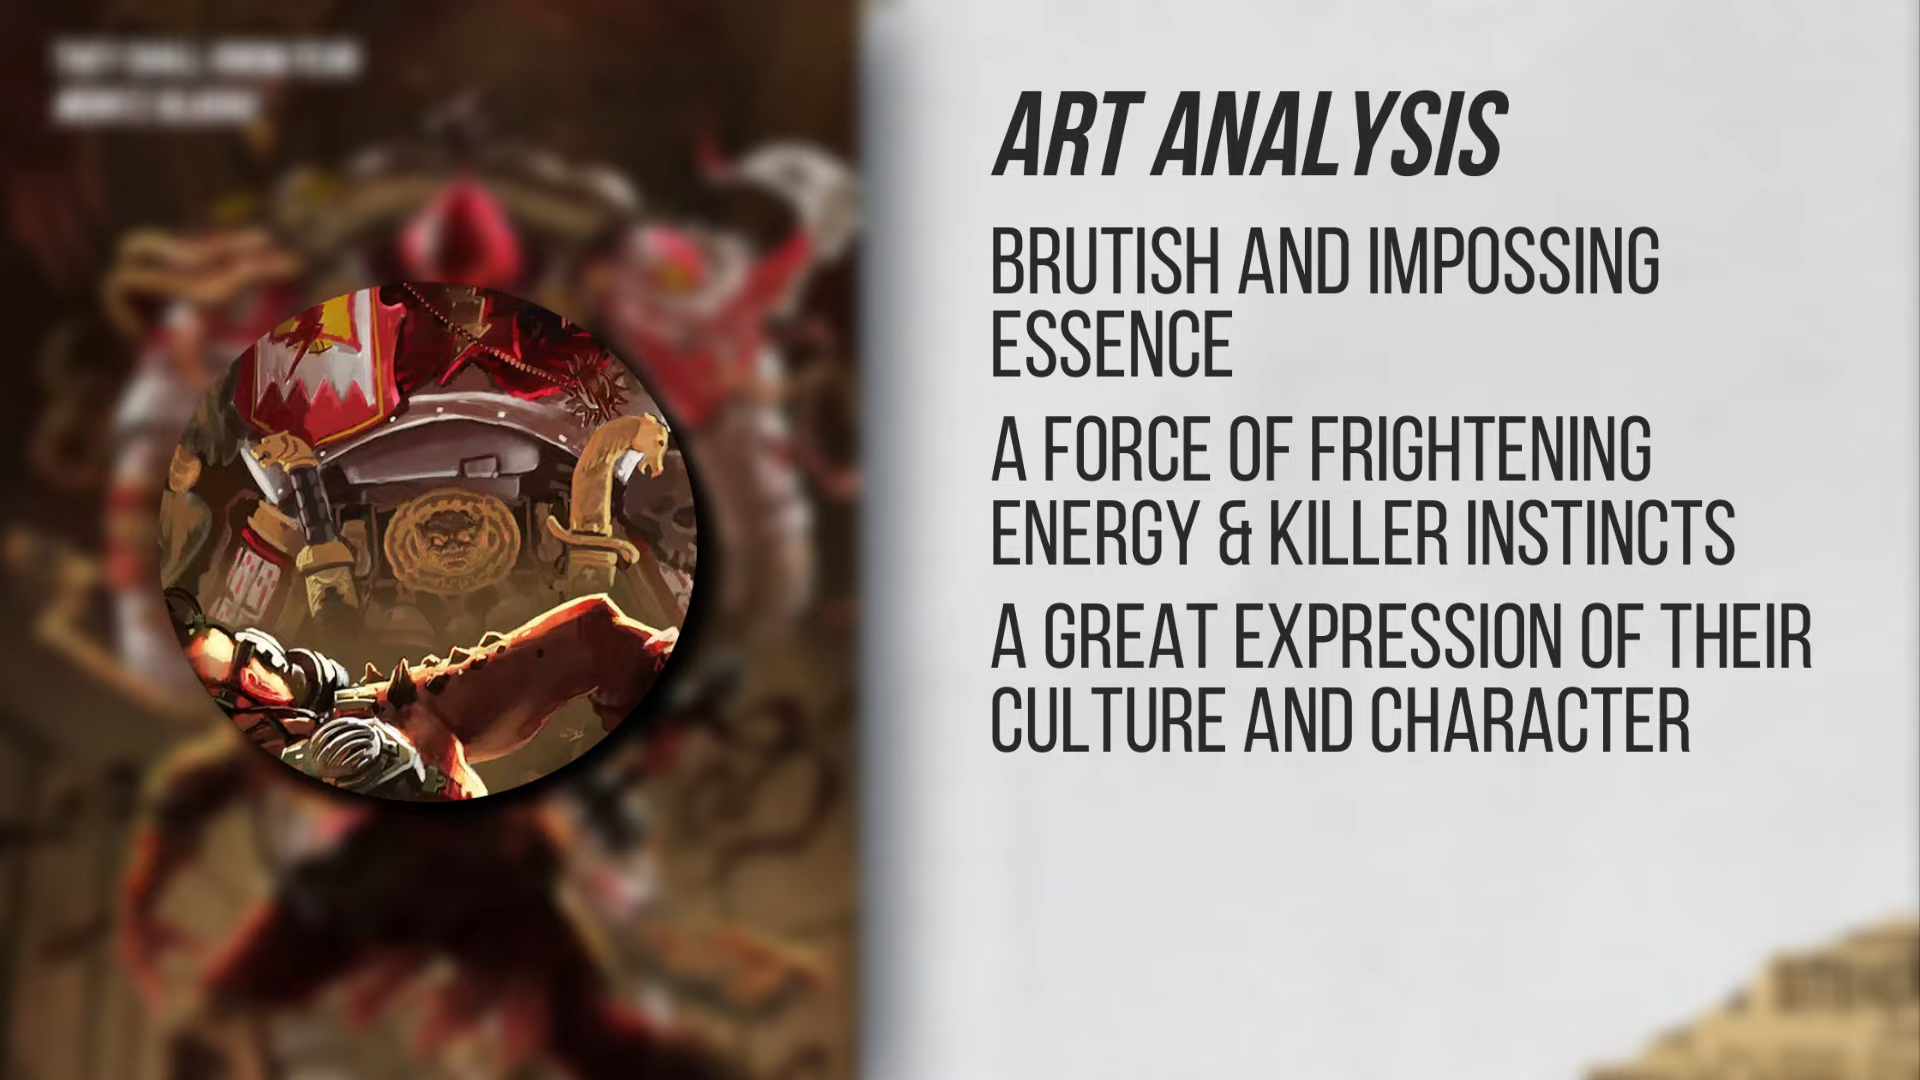 ART ANALYSIS
BRUTISH AND IMPOSSING
ESSENCE
A FORCE OF FRIGHTENING
ENERGY & KILLER INSTINCTS
A GREAT EXPRESSION OF THEIR
CULTURE AND CHARACTER